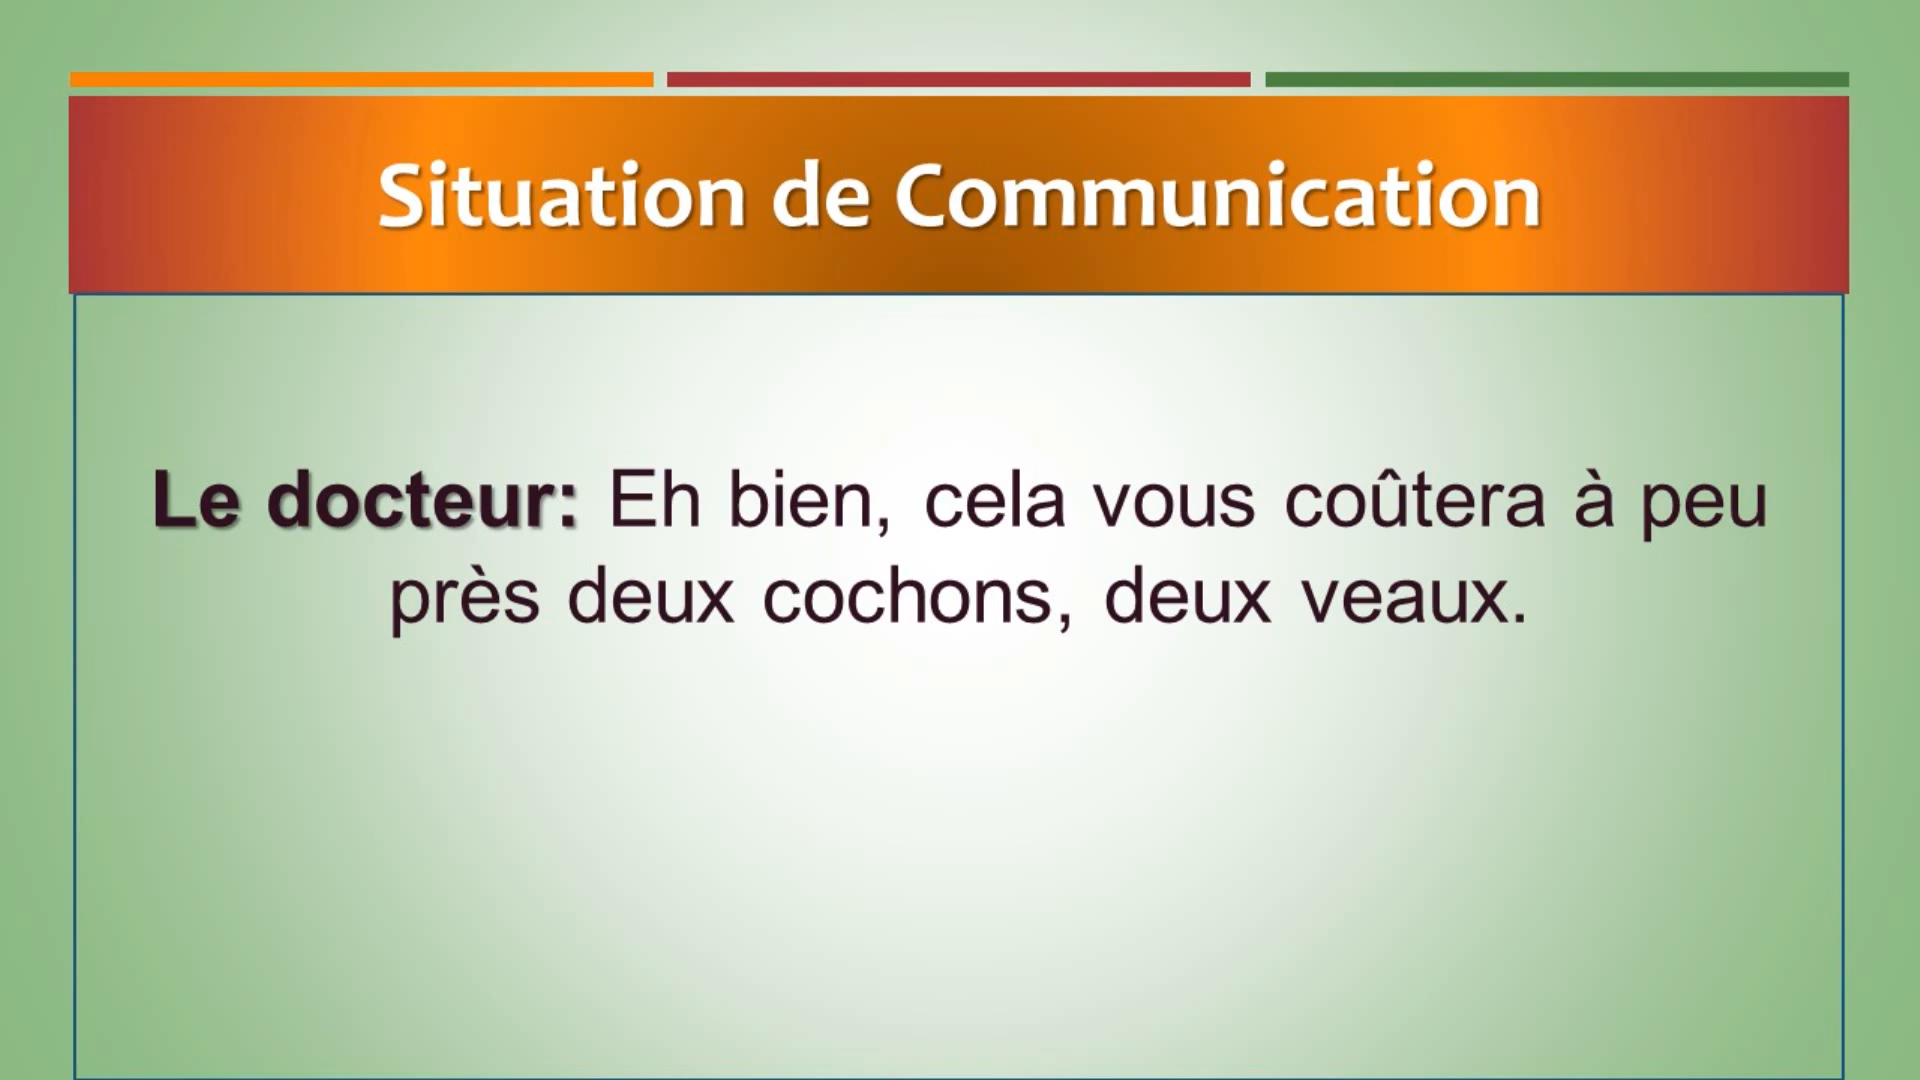 Situation de Communication
Le docteur: Eh bien, cela vous coûtera à peu
près deux cochons, deux veaux.